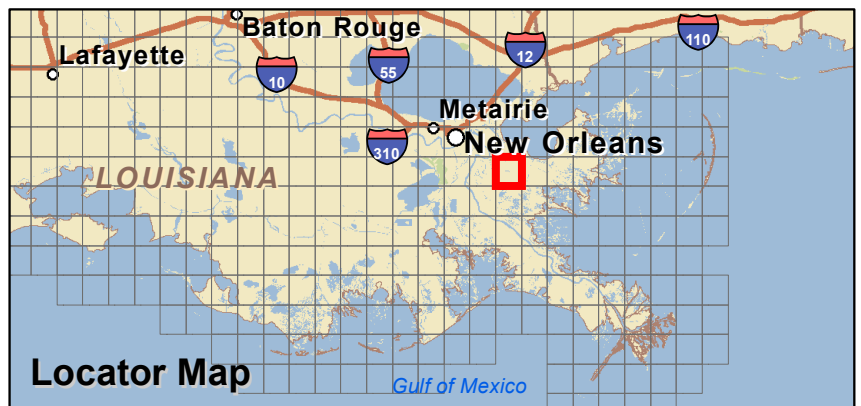 Baton Rouge
110
12
Lafayette
55
10
Metairie
New Orleans
310
LOUISIANA
Locator Map
Gulf of Mexico